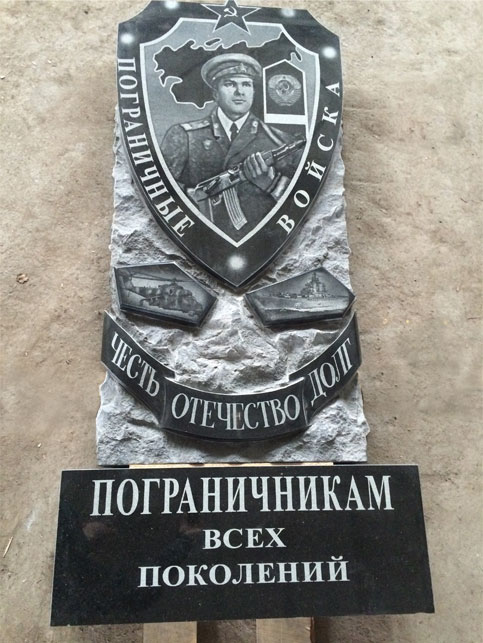 ПОГРАНИЧНЫЕ
ВОЙСКА
ЧЕСТЬ
ОТЕЧЕСТВО
ДОЛГ
ПОГРАНИЧНИКАМ
ВСЕХ
ПОКОЛЕНИЙ